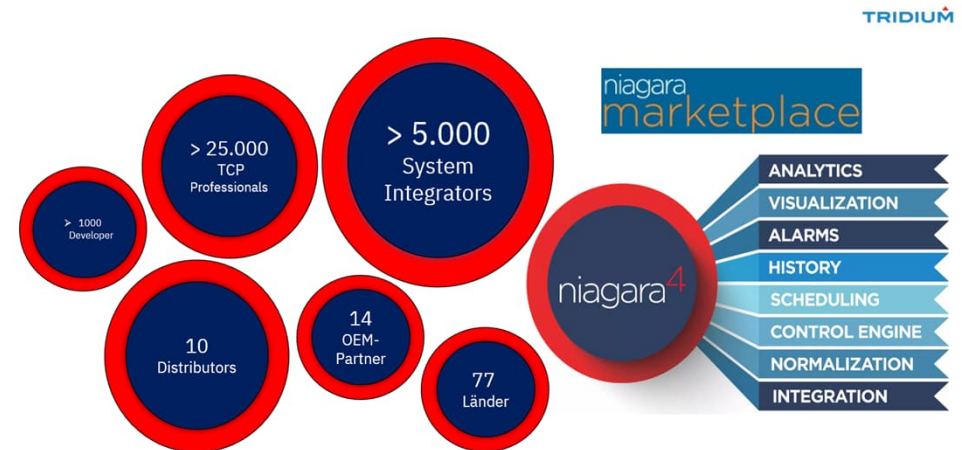 TRIDIUM
> 5.000
System
Integrators
> 25.000
TCP
Professionals
> 1000
Developer
10
Distributors
14
OEM-
Partner
77
Länder
niagara
marketplace
niagara4
ANALYTICS
VISUALIZATION
ALARMS
HISTORY
SCHEDULING
CONTROL ENGINE
NORMALIZATION
INTEGRATION